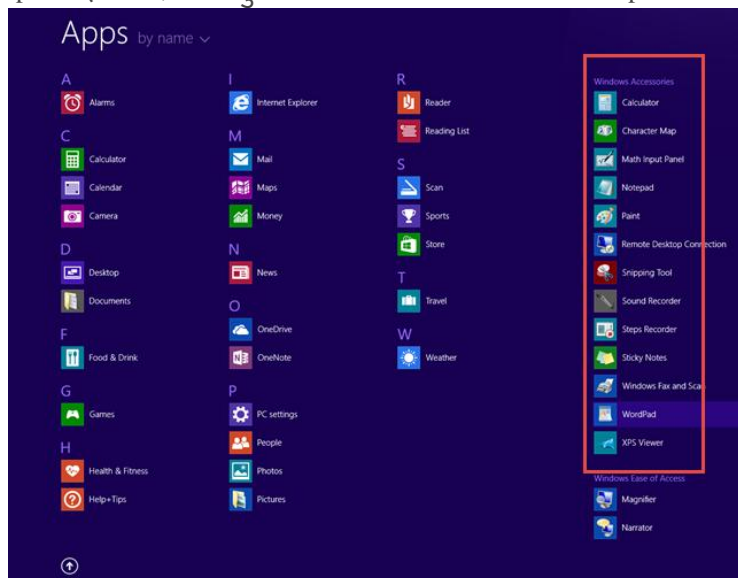 Apps by name
A
Alarms
C
Calculator
Calendar
Camera
D
Desktop
Documents
F
Food & Drink
G
Games
H
Health & Fitness
Help+Tips
I
Internet Explorer
M
Mail
Maps
Money
N
News
O
OneDrive
OneNote
P
PC settings
People
Photos
Pictures
R
Reader
Reading List
S
Scan
Sports
Store
T
Travel
W
Weather
Windows Accessories
Calculator
Character Map
Math Input Panel
Notepad
Paint
Remote Desktop Connection
Snipping Tool
Sound Recorder
Steps Recorder
Sticky Notes
Windows Fax and Scan
WordPad
XPS Viewer
Windows Ease of Access
Magnifier
Narrator